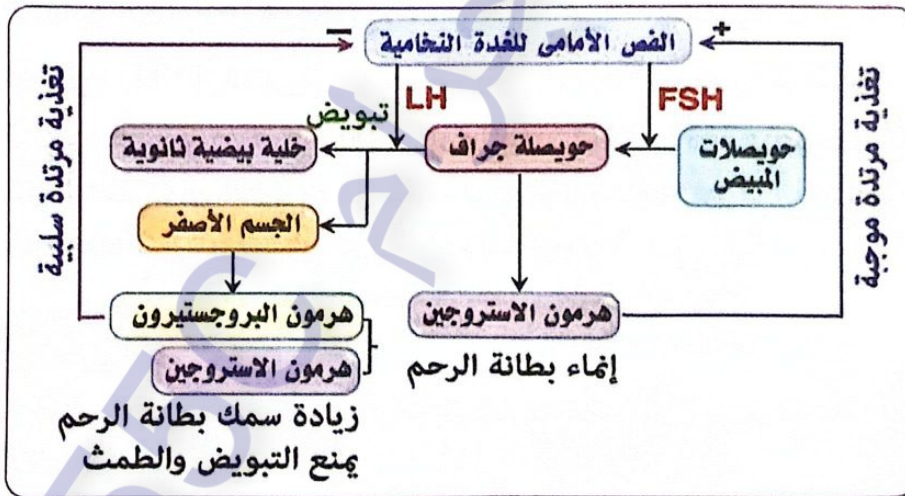 الفص الأمامى للغدة النخامية
−
+
تغذية مرتدة موجبة
تغذية مرتدة سلبية
FSH
LH
تبويض
حويصلات
المبيض
حويصلة جراف
خلية بيضية ثانوية
الجسم الأصفر
هرمون الاستروجين
إنماء بطانة الرحم
هرمون البروجستيرون
هرمون الاستروجين
زيادة سمك بطانة الرحم
يمنع التبويض والطمث